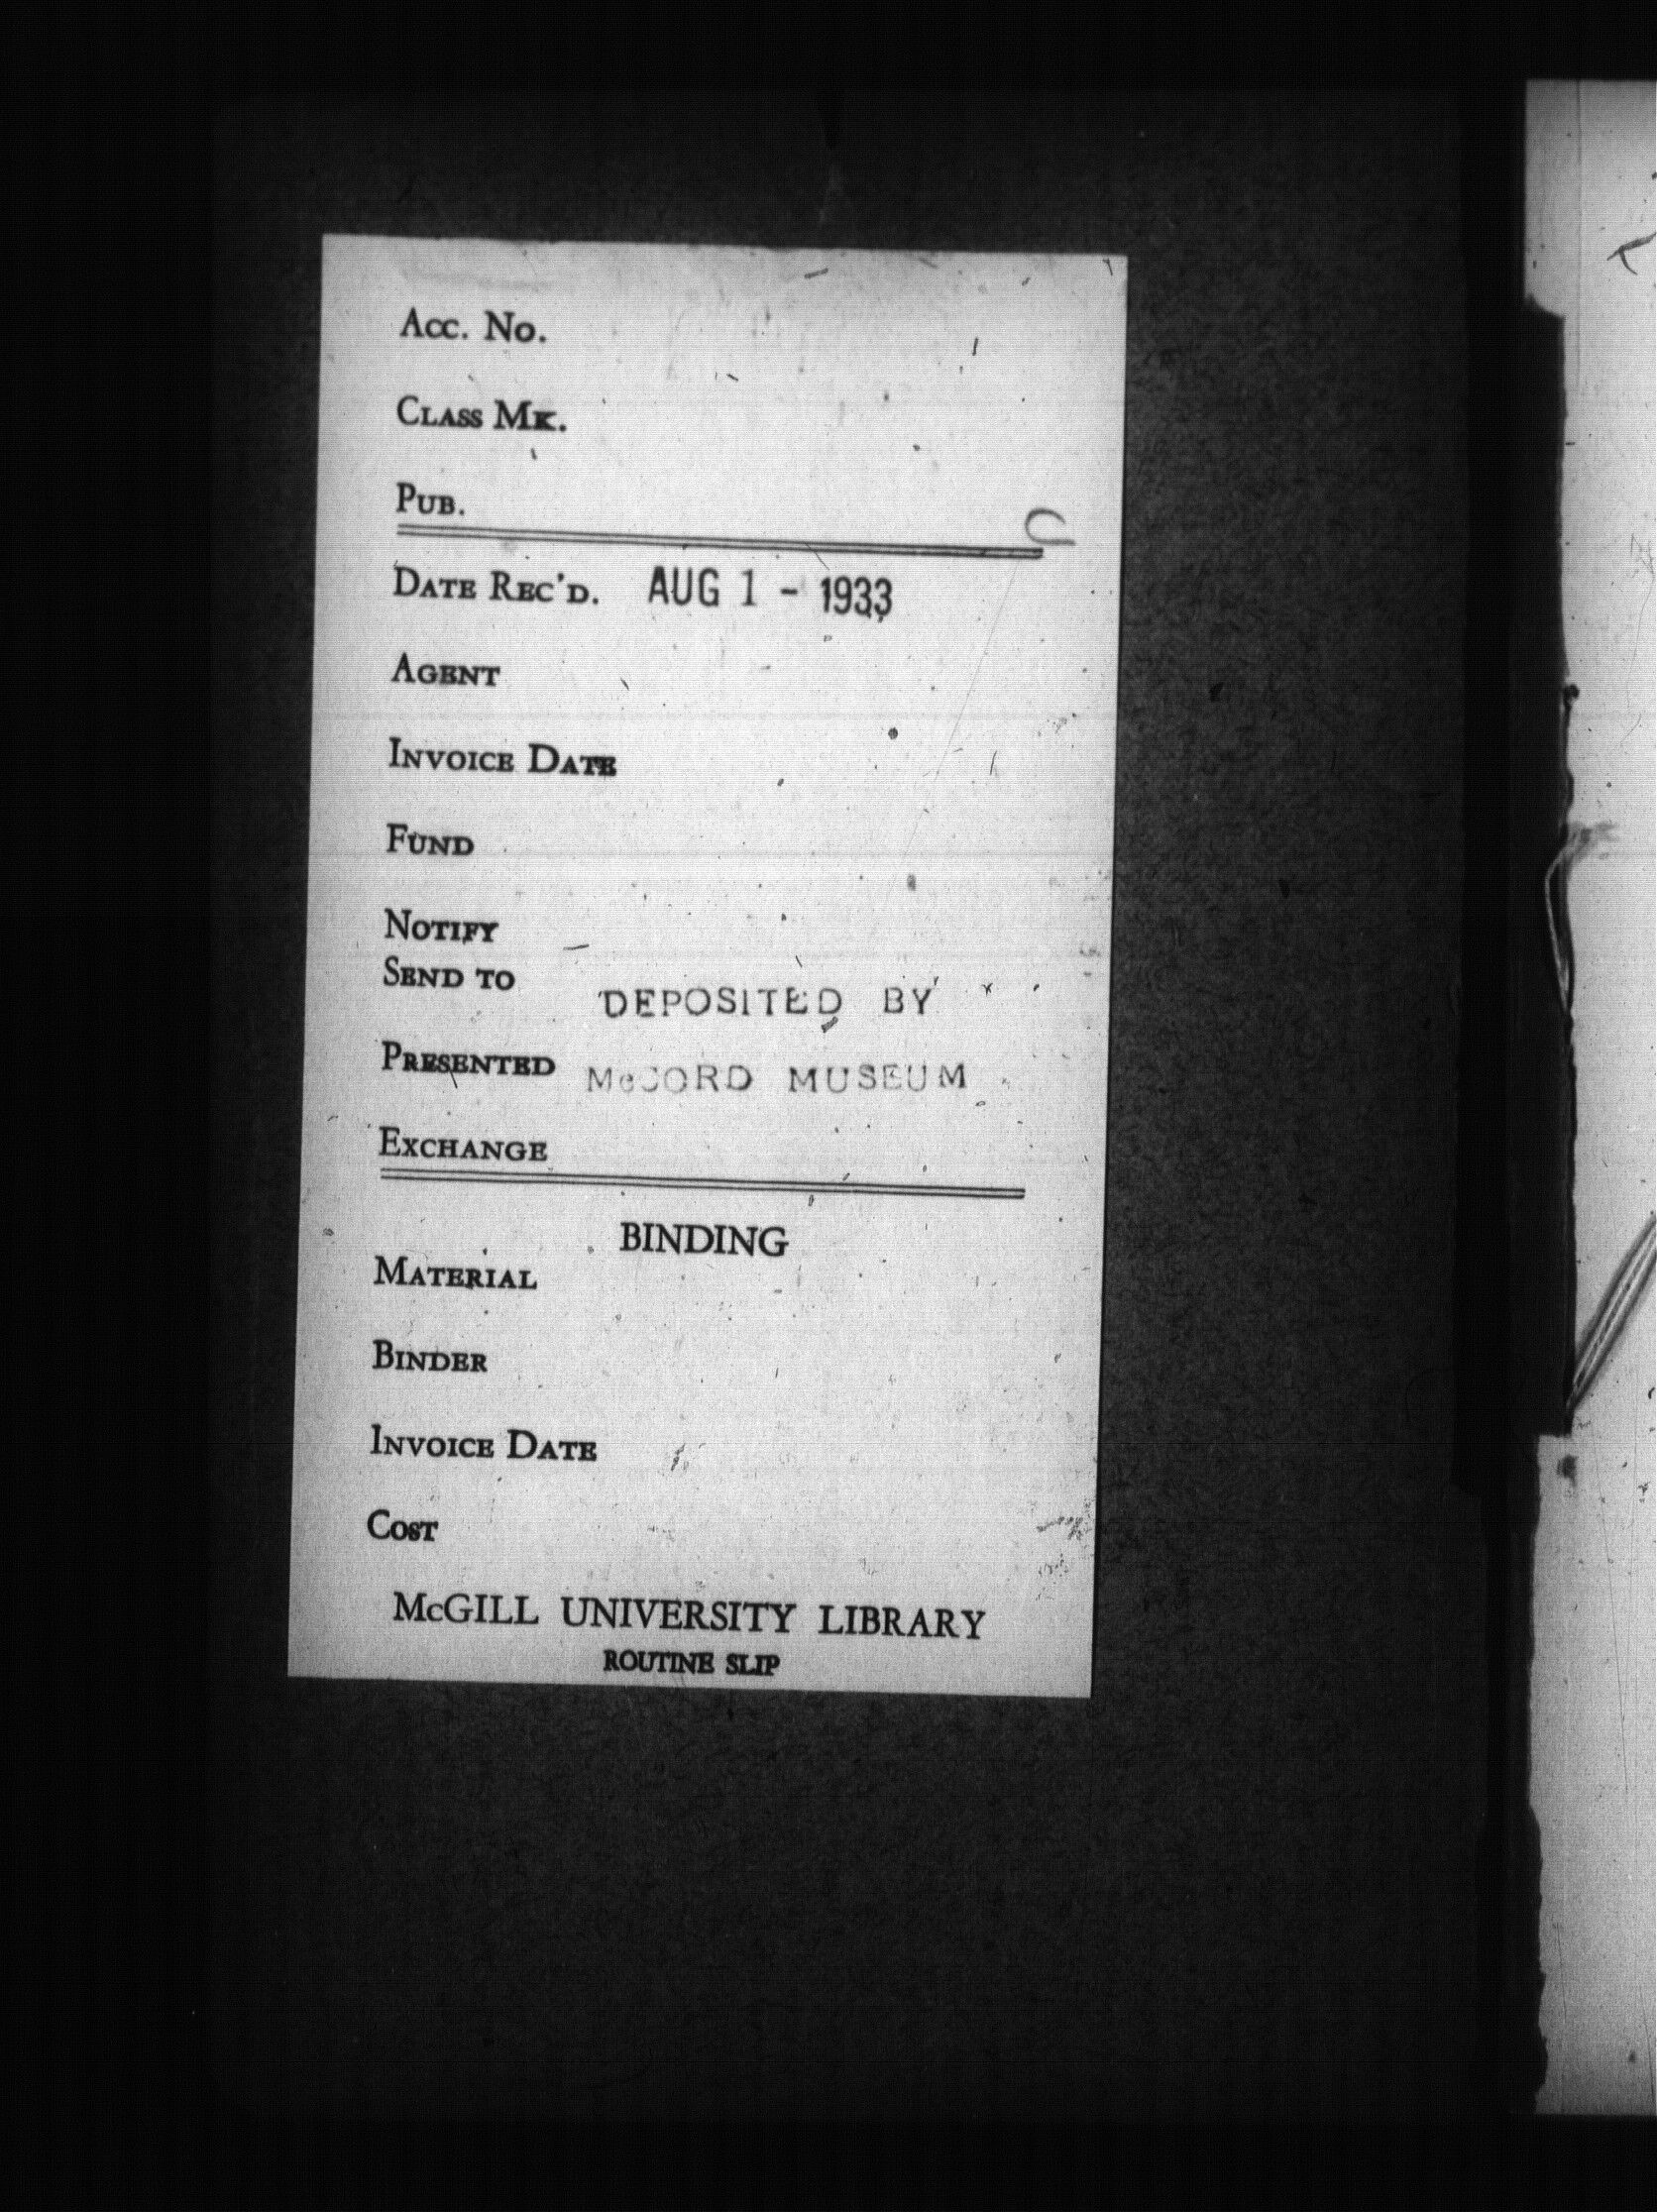 Acc. No.
Class Mk.
Pub.
Date Rec'd. AUG 1 - 1933
Agent
Invoice Date
Fund
Notify
Send to
DEPOSITED BY
Presented McCORD MUSEUM
Exchange
BINDING
Material
Binder
Invoice Date
Cost
McGILL UNIVERSITY LIBRARY
ROUTINE SLIP